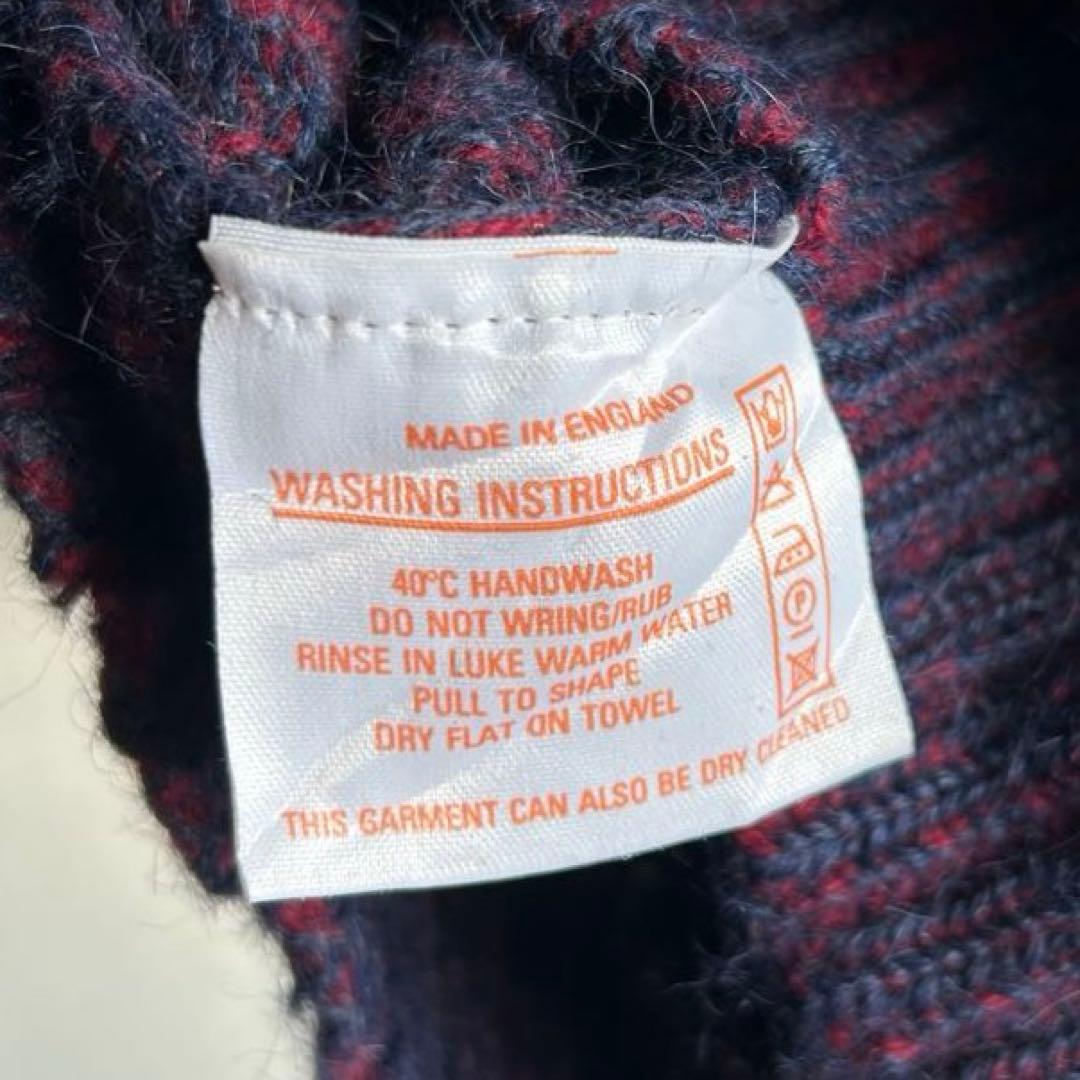 MADE IN ENGLAND
WASHING INSTRUCTIONS
40°C HANDWASH
DO NOT WRING/RUB
RINSE IN LUKE WARM WATER
PULL TO SHAPE
DRY FLAT ON TOWEL
P
THIS GARMENT CAN ALSO BE DRY CLEANED